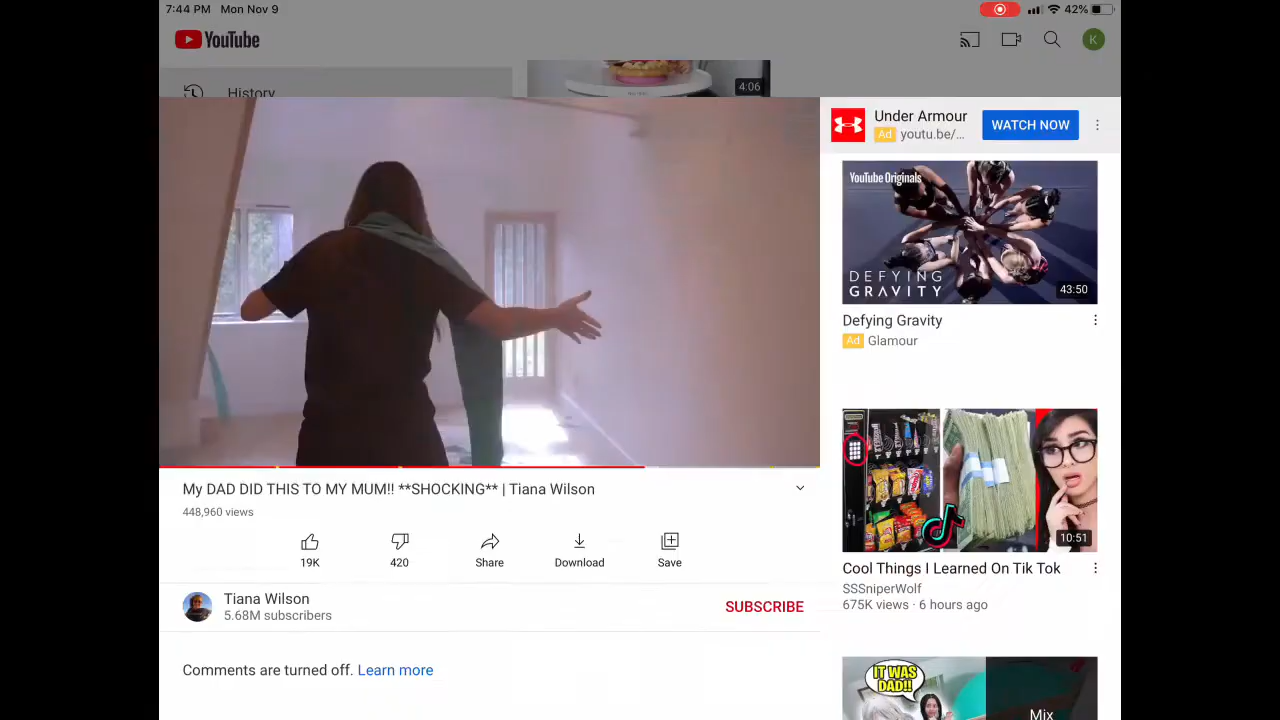 7:44 PM Mon Nov 9
42%
YouTube
K
History
4:06
Under Armour
Ad youtu.be/...
WATCH NOW
YouTube Originals
DEFYING
GRAVITY
43:50
Defying Gravity
Ad Glamour
My DAD DID THIS TO MY MUM!! **SHOCKING** | Tiana Wilson
448,960 views
19K
420
Share
Download
Save
Tiana Wilson
5.68M subscribers
SUBSCRIBE
Comments are turned off. Learn more
10:51
Cool Things I Learned On Tik Tok
SSSniperWolf
675K views · 6 hours ago
IT WAS
DAD!!
Mix